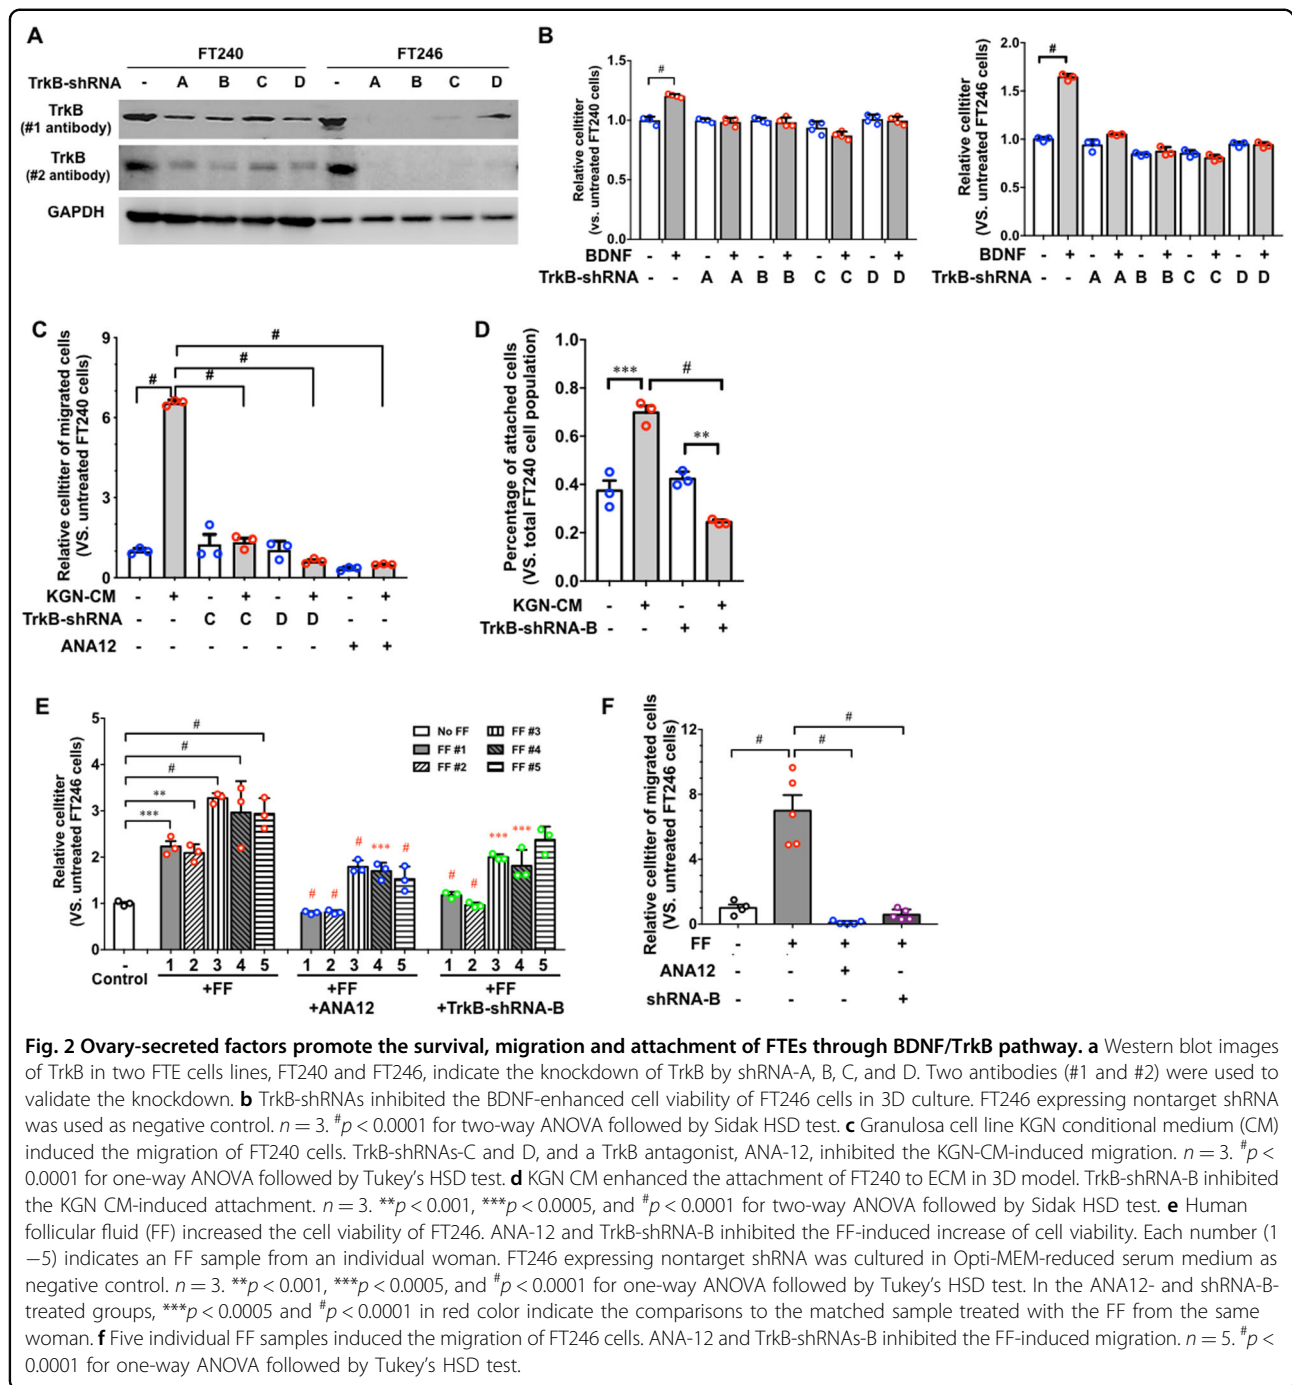 A
FT240 FT246
TrkB-shRNA - A B C D - A B C D
TrkB
(#1 antibody)
TrkB
(#2 antibody)
GAPDH
B
Relative celltiter
(vs. untreated FT240 cells)
1.5
1.0
0.5
0.0
#
BDNF - + - + - + - + - +
TrkB-shRNA A A B B C C D D
Relative celltiter
(VS. untreated FT246 cells)
2.0
1.5
1.0
0.5
0.0
#
BDNF - + - + - + - + - +
TrkB-shRNA A A B B C C D D
C
Relative celltiter of migrated cells
(VS. untreated FT240 cells)
9
6
3
0
#
#
#
#
KGN-CM - + - + - + - +
TrkB-shRNA - - C C D D - -
ANA12 - - - - - - + +
D
Percentage of attached cells
(VS. total FT240 cell population)
1.0
0.8
0.6
0.4
0.2
0.0
*** #
**
KGN-CM - + - +
TrkB-shRNA-B - - + +
E
Relative celltiter
(VS. untreated FT246 cells)
5
4
3
2
1
0
#
#
#
**
***
No FF FF #3
FF #1 FF #4
FF #2 FF #5
# # # *** #
# # *** ***
- 1 2 3 4 5 1 2 3 4 5 1 2 3 4 5
Control +FF +FF +FF
+ANA12 +TrkB-shRNA-B
F
Relative celltiter of migrated cells
(VS. untreated FT246 cells)
12
8
4
0
#
# #
FF - + + +
ANA12 - - + -
shRNA-B - - - +
Fig. 2 Ovary-secreted factors promote the survival, migration and attachment of FTEs through BDNF/TrkB pathway. a Western blot images
of TrkB in two FTE cells lines, FT240 and FT246, indicate the knockdown of TrkB by shRNA-A, B, C, and D. Two antibodies (#1 and #2) were used to
validate the knockdown. b TrkB-shRNAs inhibited the BDNF-enhanced cell viability of FT246 cells in 3D culture. FT246 expressing nontarget shRNA
was used as negative control. n = 3. #p < 0.0001 for two-way ANOVA followed by Sidak HSD test. c Granulosa cell line KGN conditional medium (CM)
induced the migration of FT240 cells. TrkB-shRNAs-C and D, and a TrkB antagonist, ANA-12, inhibited the KGN-CM-induced migration. n = 3. #p <
0.0001 for one-way ANOVA followed by Tukey's HSD test. d KGN CM enhanced the attachment of FT240 to ECM in 3D model. TrkB-shRNA-B inhibited
the KGN CM-induced attachment. n = 3. **p < 0.001, ***p < 0.0005, and #p < 0.0001 for two-way ANOVA followed by Sidak HSD test. e Human
follicular fluid (FF) increased the cell viability of FT246. ANA-12 and TrkB-shRNA-B inhibited the FF-induced increase of cell viability. Each number (1
–5) indicates an FF sample from an individual woman. FT246 expressing nontarget shRNA was cultured in Opti-MEM-reduced serum medium as
negative control. n = 3. **p < 0.001, ***p < 0.0005, and #p < 0.0001 for one-way ANOVA followed by Tukey's HSD test. In the ANA12- and shRNA-B-
treated groups, ***p < 0.0005 and #p < 0.0001 in red color indicate the comparisons to the matched sample treated with the FF from the same
woman. f Five individual FF samples induced the migration of FT246 cells. ANA-12 and TrkB-shRNAs-B inhibited the FF-induced migration. n = 5. #p <
0.0001 for one-way ANOVA followed by Tukey's HSD test.